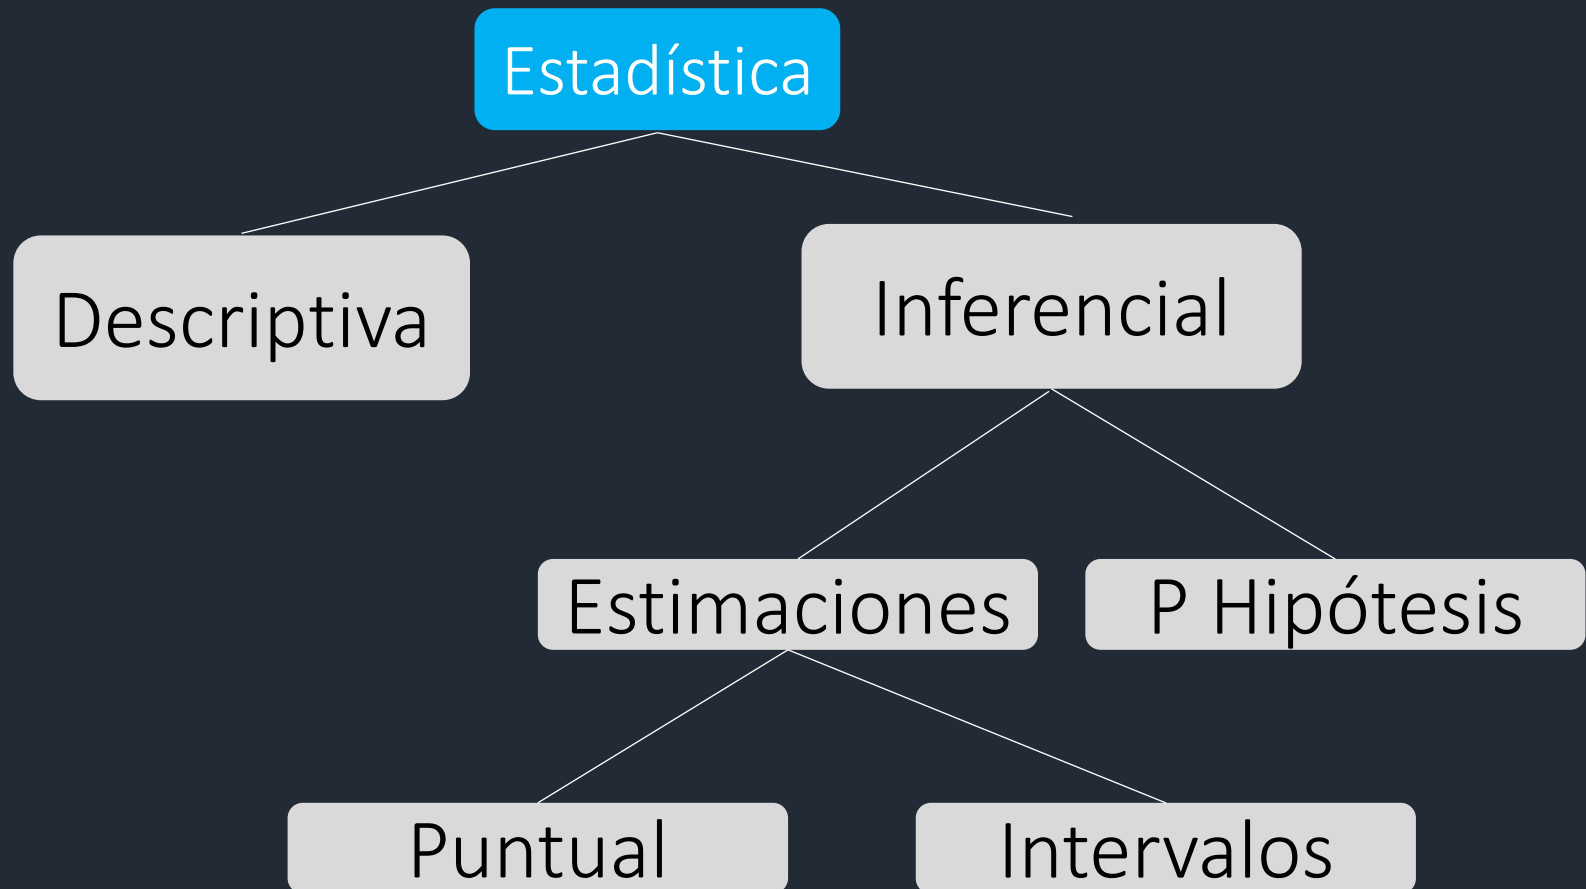 Estadística
Descriptiva
Inferencial
Estimaciones
P Hipótesis
Puntual
Intervalos